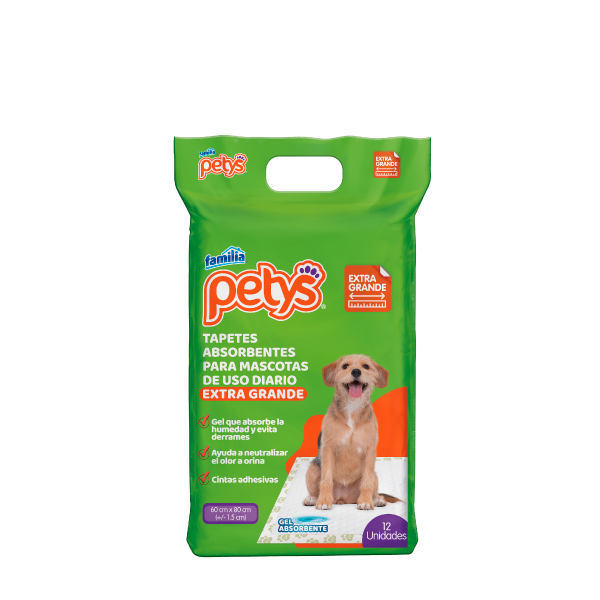 familia
petys
EXTRA
GRANDE
familia
petys®
EXTRA
GRANDE
TAPETES
ABSORBENTES
PARA MASCOTAS
DE USO DIARIO
EXTRA GRANDE
Gel que absorbe la
humedad y evita
derrames
Ayuda a neutralizar
el olor a orina
Cintas adhesivas
60 cm x 80 cm
(+/- 1.5 cm)
GEL
ABSORBENTE
12
Unidades